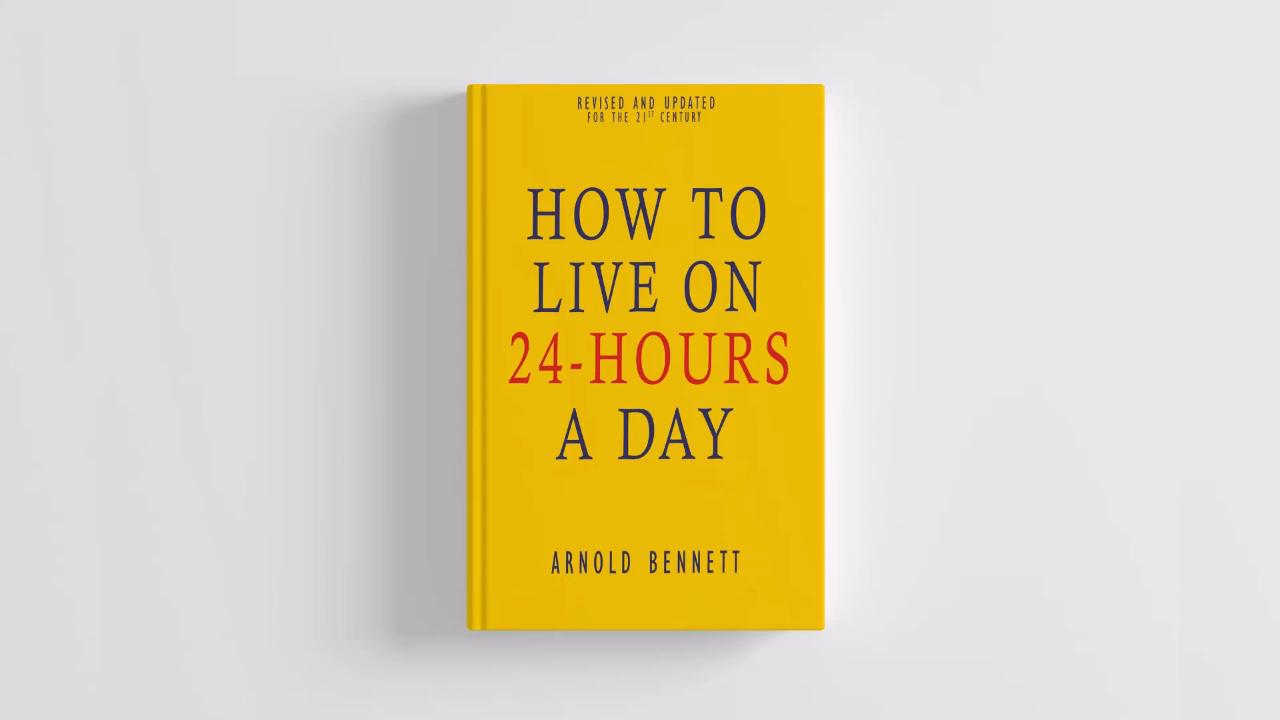 REVISED AND UPDATED
FOR THE 21ST CENTURY
HOW TO
LIVE ON
24-HOURS
A DAY
ARNOLD BENNETT